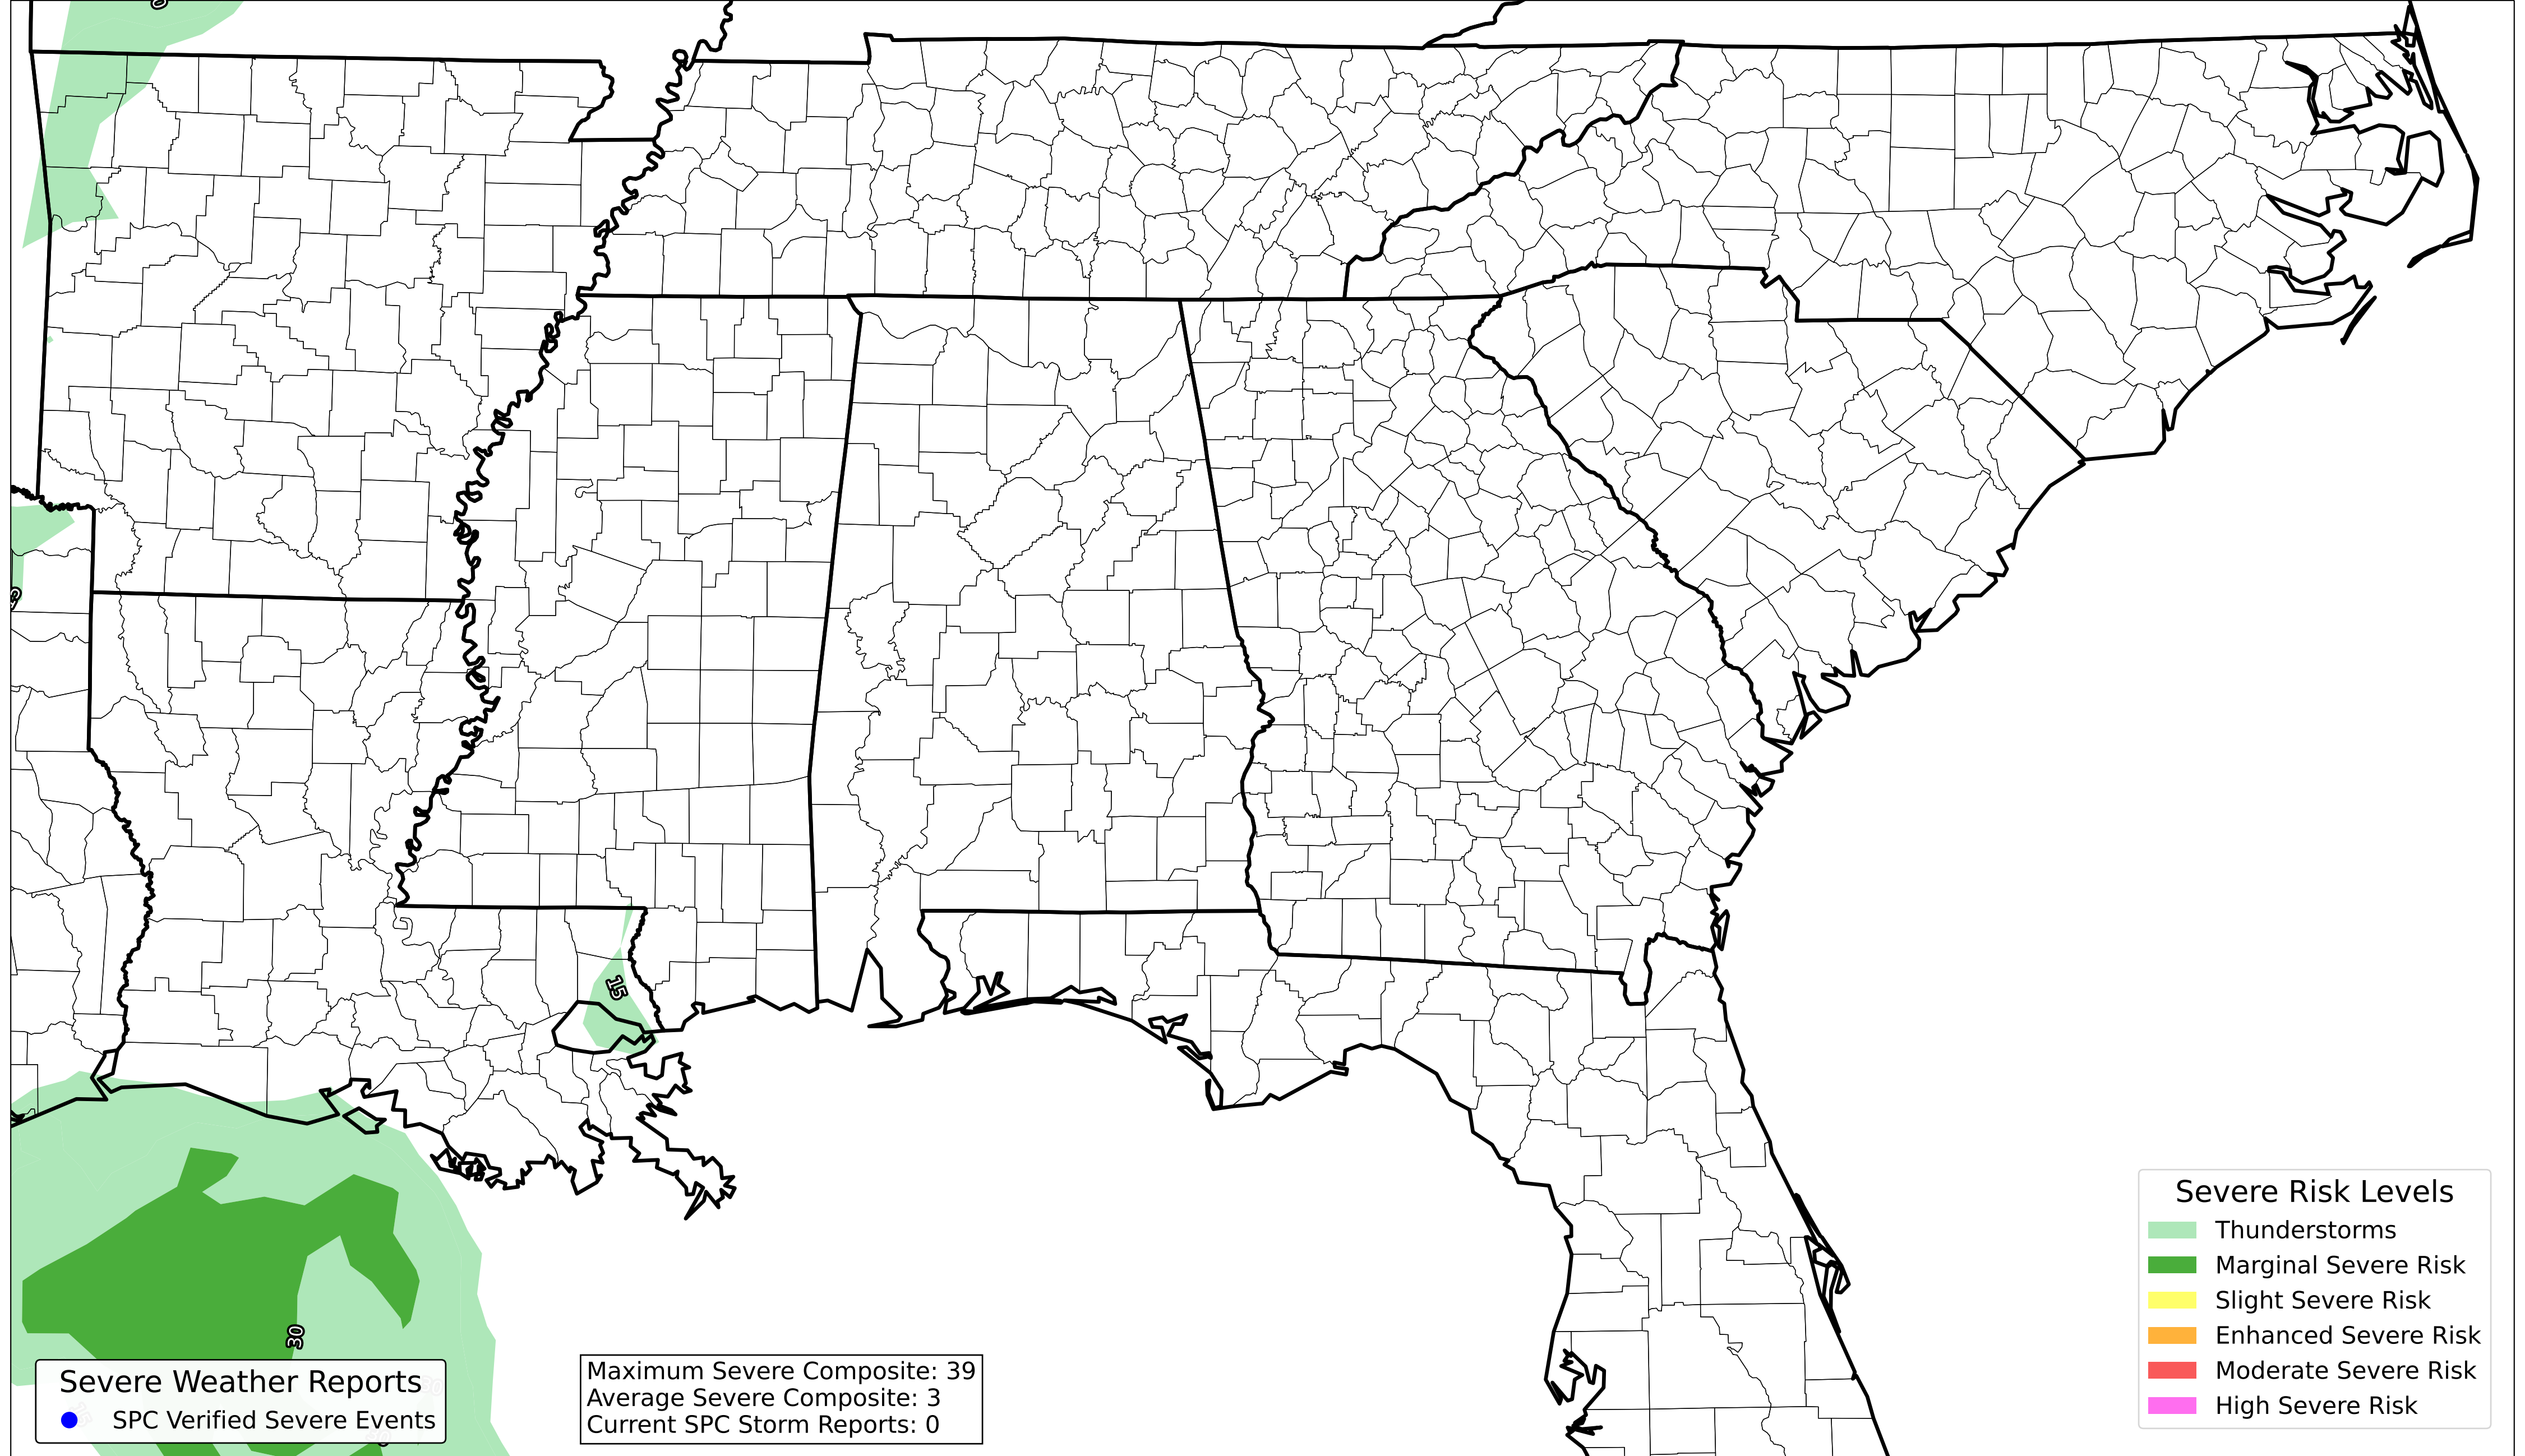 15
30
Severe Weather Reports
SPC Verified Severe Events
Maximum Severe Composite: 39
Average Severe Composite: 3
Current SPC Storm Reports: 0
Severe Risk Levels
Thunderstorms
Marginal Severe Risk
Slight Severe Risk
Enhanced Severe Risk
Moderate Severe Risk
High Severe Risk